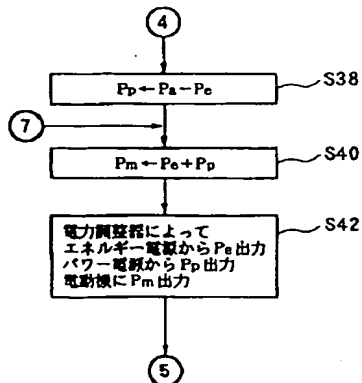 4
Pp←Pa−Pe
S38
7
Pm←Pe+Pp
S40
電力調整器によって
エネルギー電源からPe出力
パワー電源からPp出力
電動機にPm出力
S42
5